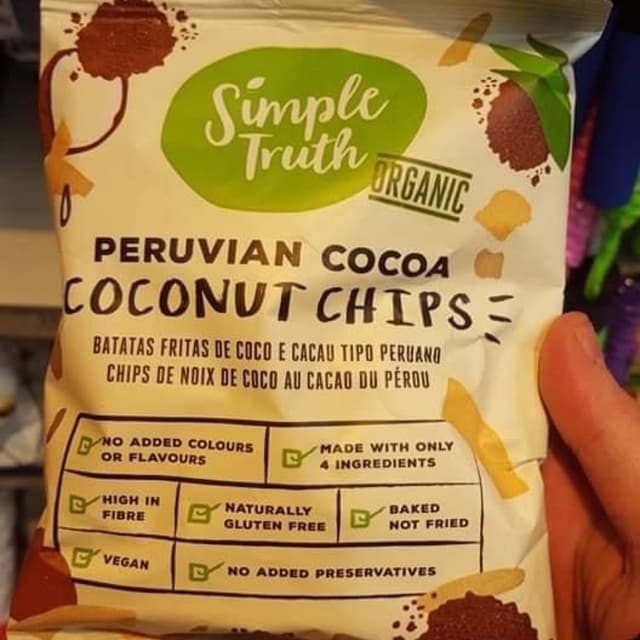 Simple
Truth
ORGANIC
PERUVIAN COCOA
COCONUT CHIPS
BATATAS FRITAS DE COCO E CACAU TIPO PERUANO
CHIPS DE NOIX DE COCO AU CACAO DU PÉROU
NO ADDED COLOURS
OR FLAVOURS
MADE WITH ONLY
4 INGREDIENTS
HIGH IN
FIBRE
NATURALLY
GLUTEN FREE
BAKED
NOT FRIED
VEGAN
NO ADDED PRESERVATIVES